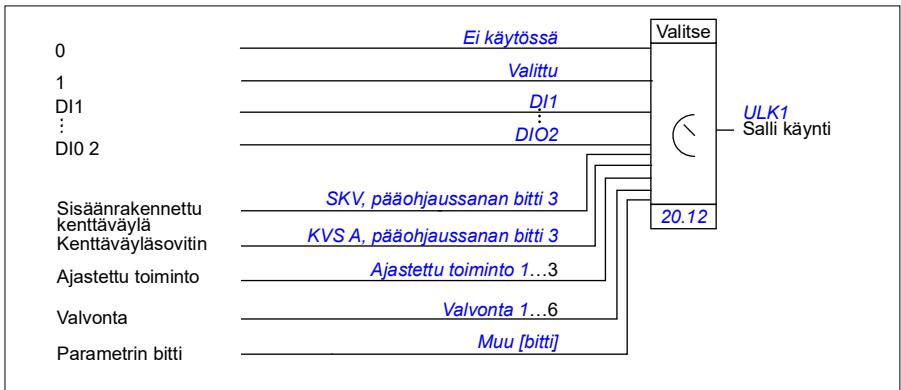 Valitse
0 Ei käytössä
1 Valittu
DI1 DI1
⋮ ⋮
DI0 2 DIO2
ULK1
Salli käynti
Sisäänrakennettu
kenttäväylä SKV, pääohjaussanan bitti 3
20.12
Kenttäväyläsovitin KVS A, pääohjaussanan bitti 3
Ajastettu toiminto Ajastettu toiminto 1…3
Valvonta Valvonta 1…6
Parametrin bitti Muu [bitti]